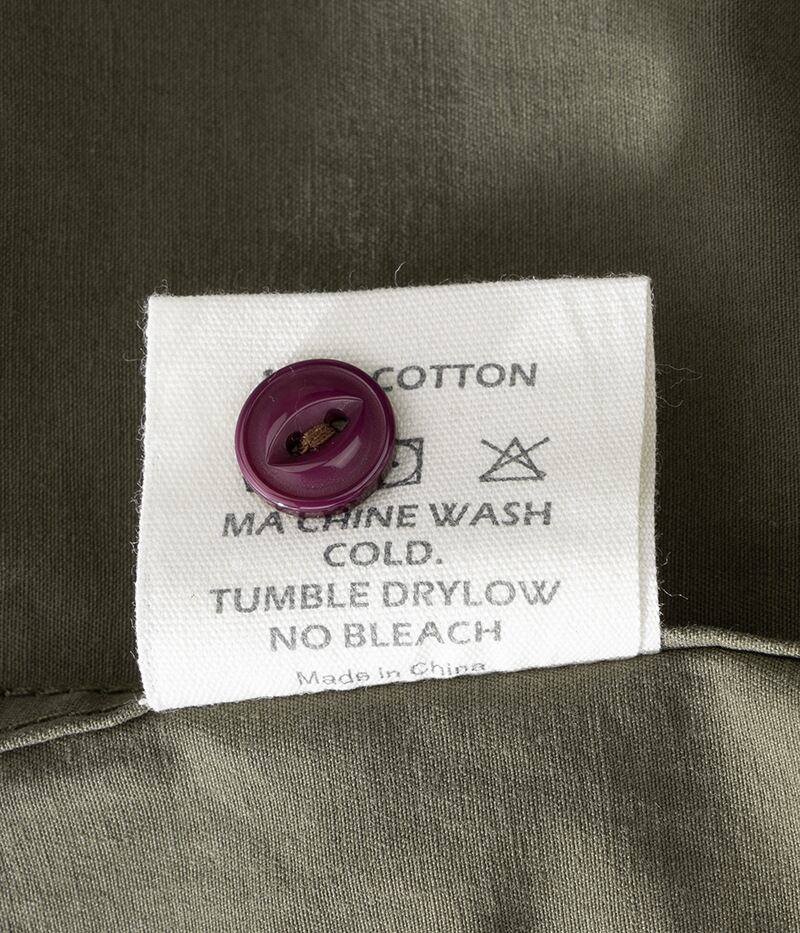 COTTON
MA CHINE WASH
COLD.
TUMBLE DRYLOW
NO BLEACH
Made in China